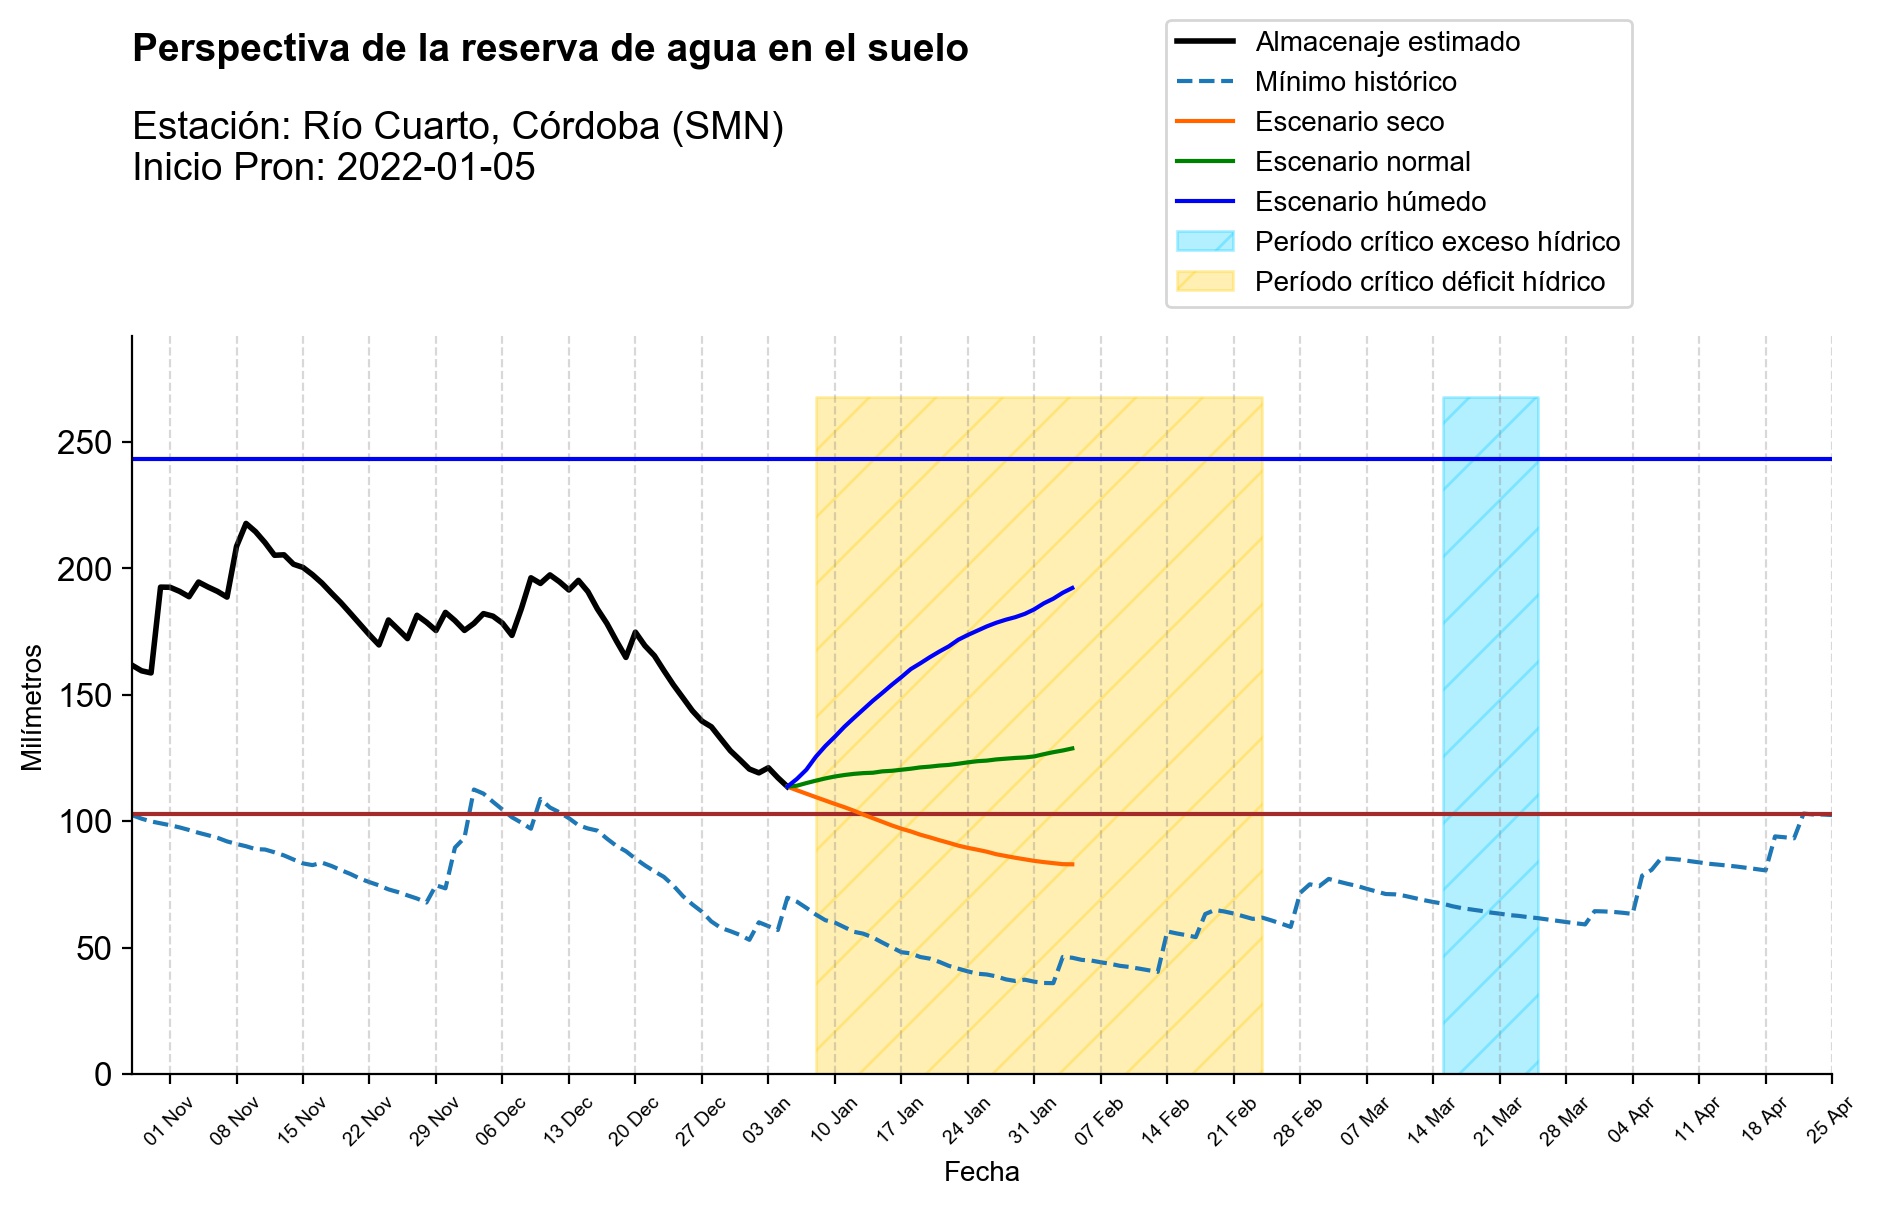 Perspectiva de la reserva de agua en el suelo
Estación: Río Cuarto, Córdoba (SMN)
Inicio Pron: 2022-01-05
Almacenaje estimado
Mínimo histórico
Escenario seco
Escenario normal
Escenario húmedo
Período crítico exceso hídrico
Período crítico déficit hídrico
Milímetros
250
200
150
100
50
0
01 Nov
08 Nov
15 Nov
22 Nov
29 Nov
06 Dec
13 Dec
20 Dec
27 Dec
03 Jan
10 Jan
17 Jan
24 Jan
31 Jan
07 Feb
14 Feb
21 Feb
28 Feb
07 Mar
14 Mar
21 Mar
28 Mar
04 Apr
11 Apr
18 Apr
25 Apr
Fecha